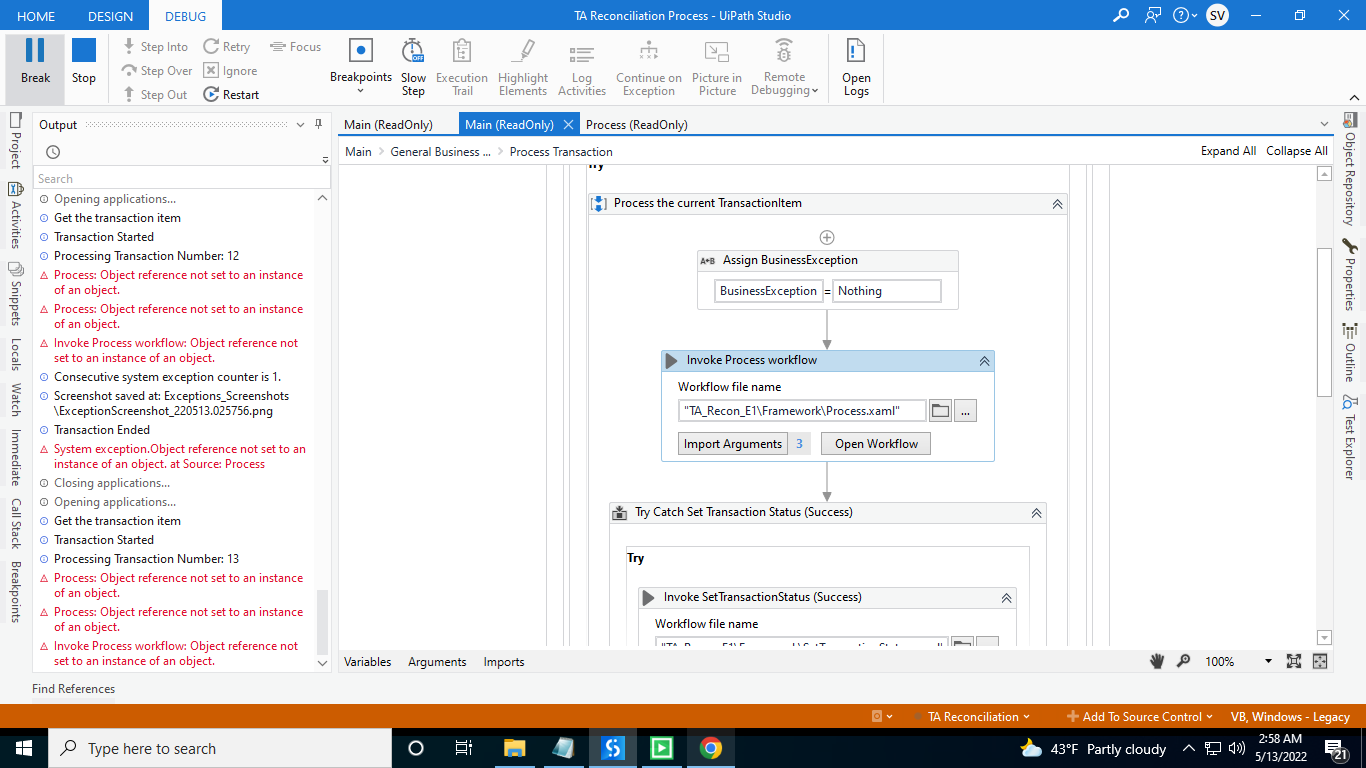 HOME
DESIGN
DEBUG
TA Reconciliation Process - UiPath Studio
SV
Break
Stop
Step Into
Step Over
Step Out
Retry
Ignore
Restart
Focus
Breakpoints
Slow
Step
Execution
Trail
Highlight
Elements
Log
Activities
Continue on
Exception
Picture in
Picture
Remote
Debugging
Open
Logs
Project
Activities
Snippets
Locals
Watch
Immediate
Call Stack
Breakpoints
Output
Search
Opening applications...
Get the transaction item
Transaction Started
Processing Transaction Number: 12
Process: Object reference not set to an instance
of an object.
Process: Object reference not set to an instance
of an object.
Invoke Process workflow: Object reference not
set to an instance of an object.
Consecutive system exception counter is 1.
Screenshot saved at: Exceptions_Screenshots
\ExceptionScreenshot_220513.025756.png
Transaction Ended
System exception.Object reference not set to an
instance of an object. at Source: Process
Closing applications...
Opening applications...
Get the transaction item
Transaction Started
Processing Transaction Number: 13
Process: Object reference not set to an instance
of an object.
Process: Object reference not set to an instance
of an object.
Invoke Process workflow: Object reference not
set to an instance of an object.
Find References
Main (ReadOnly)
Main (ReadOnly)
Process (ReadOnly)
Main
General Business ...
Process Transaction
Expand All
Collapse All
Try
Process the current TransactionItem
A+B
Assign BusinessException
BusinessException = Nothing
Invoke Process workflow
Workflow file name
"TA_Recon_E1\Framework\Process.xaml"
...
Import Arguments 3
Open Workflow
Try Catch Set Transaction Status (Success)
Try
Invoke SetTransactionStatus (Success)
Workflow file name
Variables
Arguments
Imports
100%
Object Repository
Properties
Outline
Test Explorer
TA Reconciliation
Add To Source Control
VB, Windows - Legacy
Type here to search
43°F Partly cloudy
2:58 AM
5/13/2022
21